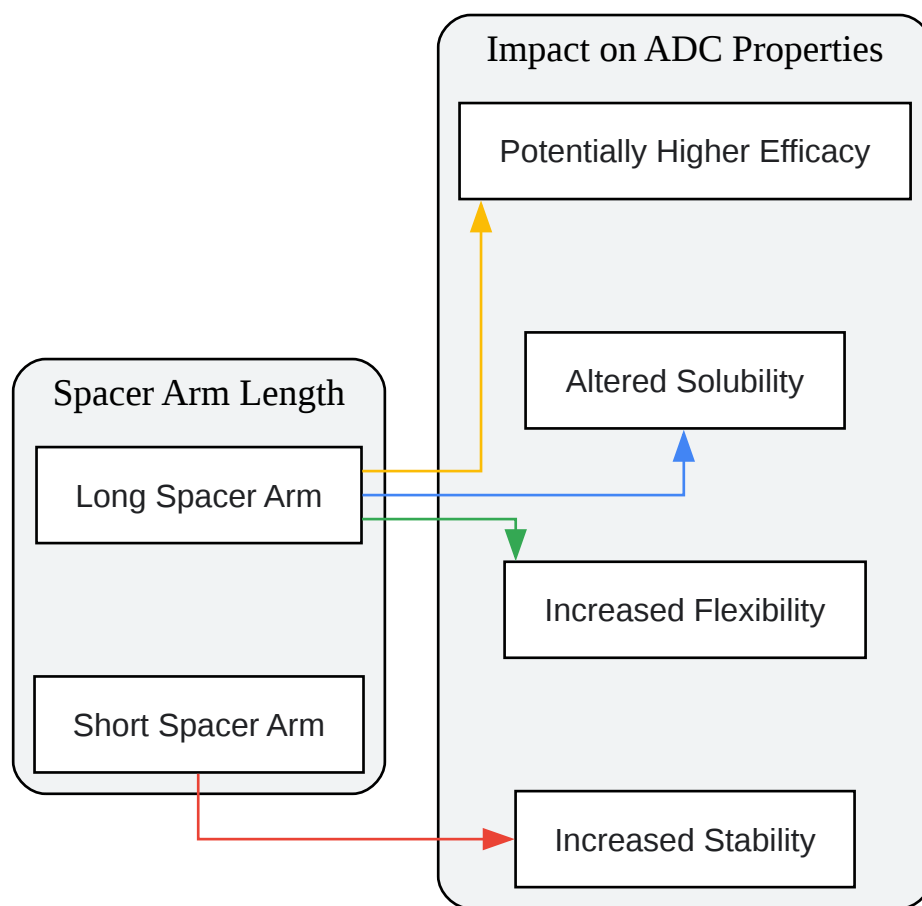 Impact on ADC Properties
Potentially Higher Efficacy
Altered Solubility
Spacer Arm Length
Long Spacer Arm
Increased Flexibility
Short Spacer Arm
Increased Stability